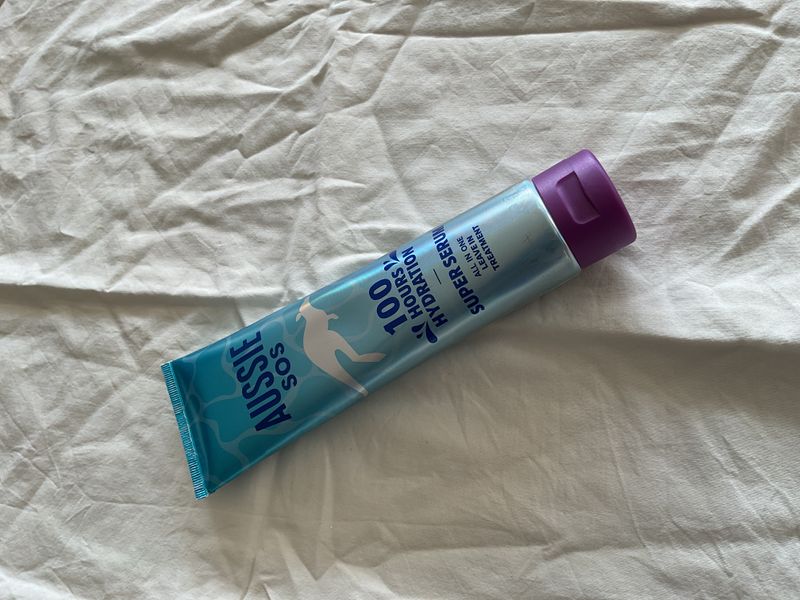 AUSSIE
SOS
100
HOURS
HYDRATION
SUPER SERUM
ALL IN ONE
LEAVE IN
TREATMENT